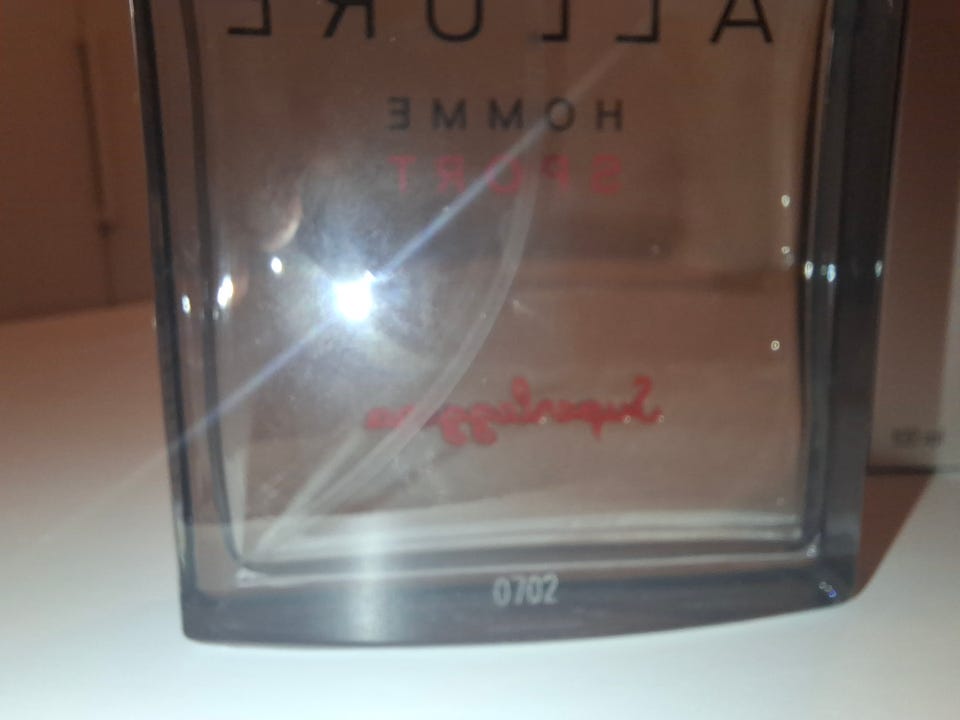 ALLURE
HOMME
SPORT
Superleggera
0702